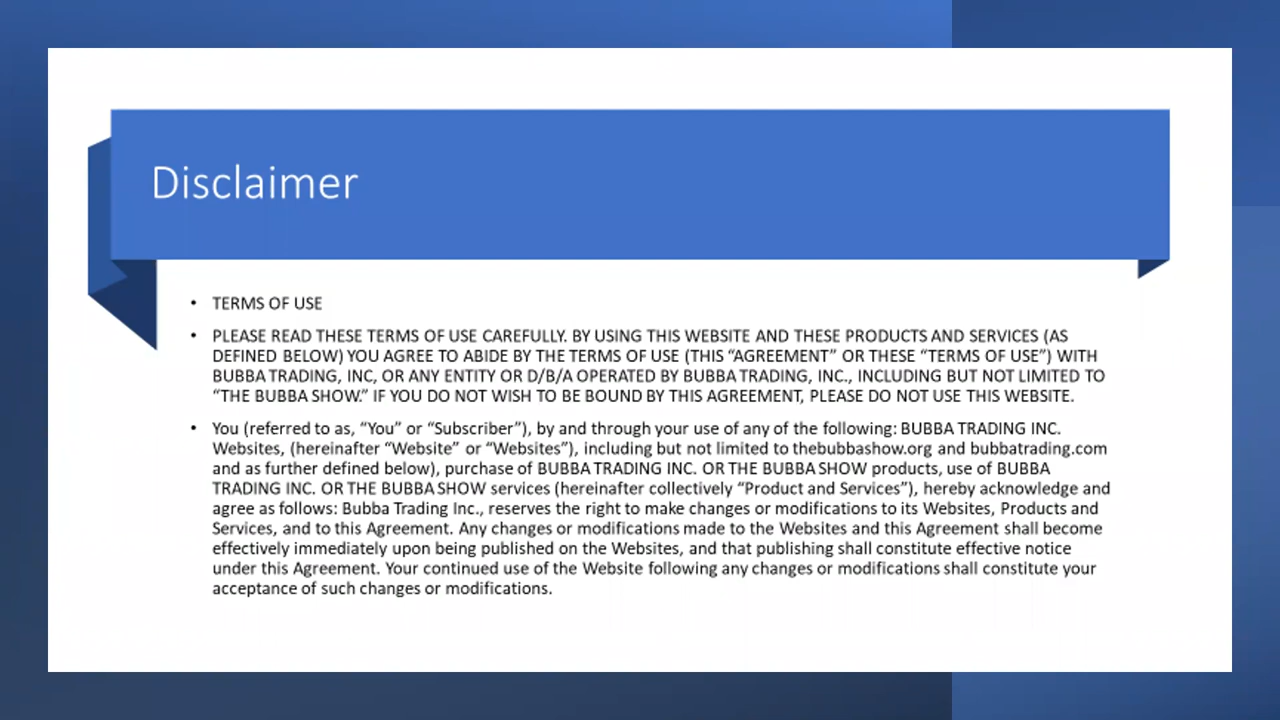 Disclaimer
• TERMS OF USE
• PLEASE READ THESE TERMS OF USE CAREFULLY. BY USING THIS WEBSITE AND THESE PRODUCTS AND SERVICES (AS
DEFINED BELOW) YOU AGREE TO ABIDE BY THE TERMS OF USE (THIS “AGREEMENT” OR THESE “TERMS OF USE”) WITH
BUBBA TRADING, INC, OR ANY ENTITY OR D/B/A OPERATED BY BUBBA TRADING, INC., INCLUDING BUT NOT LIMITED TO
“THE BUBBA SHOW.” IF YOU DO NOT WISH TO BE BOUND BY THIS AGREEMENT, PLEASE DO NOT USE THIS WEBSITE.
• You (referred to as, “You” or “Subscriber”), by and through your use of any of the following: BUBBA TRADING INC.
Websites, (hereinafter “Website” or “Websites”), including but not limited to thebubbashow.org and bubbatrading.com
and as further defined below), purchase of BUBBA TRADING INC. OR THE BUBBA SHOW products, use of BUBBA
TRADING INC. OR THE BUBBA SHOW services (hereinafter collectively “Product and Services”), hereby acknowledge and
agree as follows: Bubba Trading Inc., reserves the right to make changes or modifications to its Websites, Products and
Services, and to this Agreement. Any changes or modifications made to the Websites and this Agreement shall become
effectively immediately upon being published on the Websites, and that publishing shall constitute effective notice
under this Agreement. Your continued use of the Website following any changes or modifications shall constitute your
acceptance of such changes or modifications.